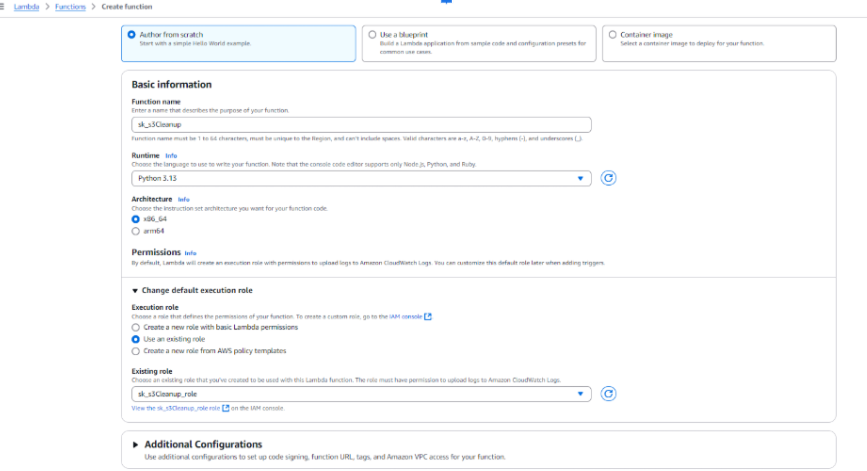 Lambda > Functions > Create function
Author from scratch
Start with a simple Hello World example.
Use a blueprint
Build a Lambda application from sample code and configuration presets for
common use cases.
Container image
Select a container image to deploy for your function.
Basic information
Function name
Enter a name that describes the purpose of your function.
sk_s3Cleanup
Function name must be 1 to 64 characters, must be unique to the Region, and can't include spaces. Valid characters are a-z, A-Z, 0-9, hyphens (-), and underscores (_).
Runtime Info
Choose the language to use to write your function. Note that the console code editor supports only Node.js, Python, and Ruby.
Python 3.13
Architecture Info
Choose the instruction set architecture you want for your function code.
x86_64
arm64
Permissions Info
By default, Lambda will create an execution role with permissions to upload logs to Amazon CloudWatch Logs. You can customize this default role later when adding triggers.
Change default execution role
Execution role
Choose a role that defines the permissions of your function. To create a custom role, go to the IAM console
Create a new role with basic Lambda permissions
Use an existing role
Create a new role from AWS policy templates
Existing role
Choose an existing role that you've created to be used with this Lambda function. The role must have permission to upload logs to Amazon CloudWatch Logs.
sk_s3Cleanup_role
View the sk_s3Cleanup_role role on the IAM console.
Additional Configurations
Use additional configurations to set up code signing, function URL, tags, and Amazon VPC access for your function.